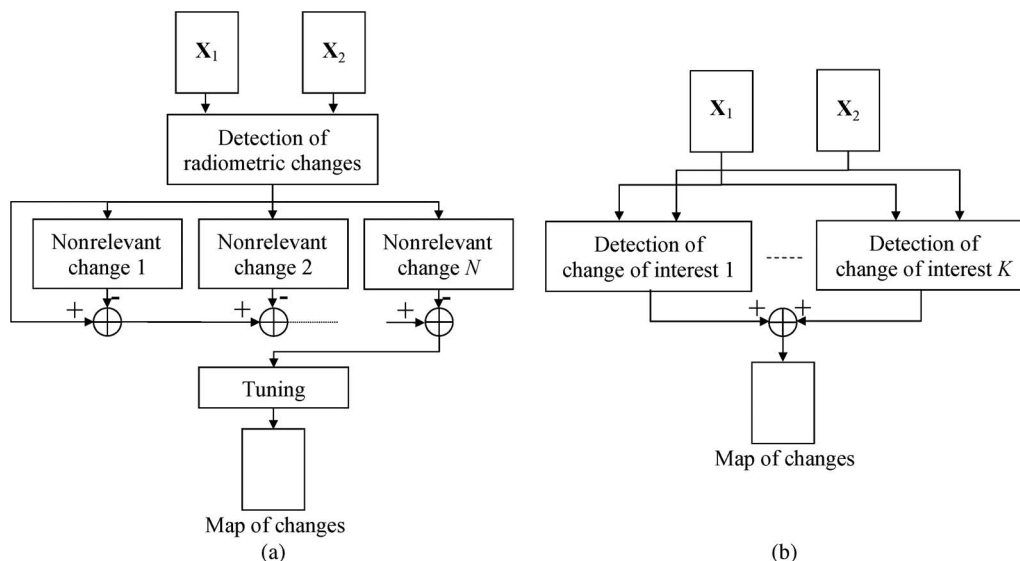 X₁ X₂
Detection of
radiometric changes
Nonrelevant
change 1
Nonrelevant
change 2
Nonrelevant
change N
+ - + - + -
Tuning
Map of changes
(a)
X₁ X₂
Detection of
change of interest 1
Detection of
change of interest K
+ +
Map of changes
(b)